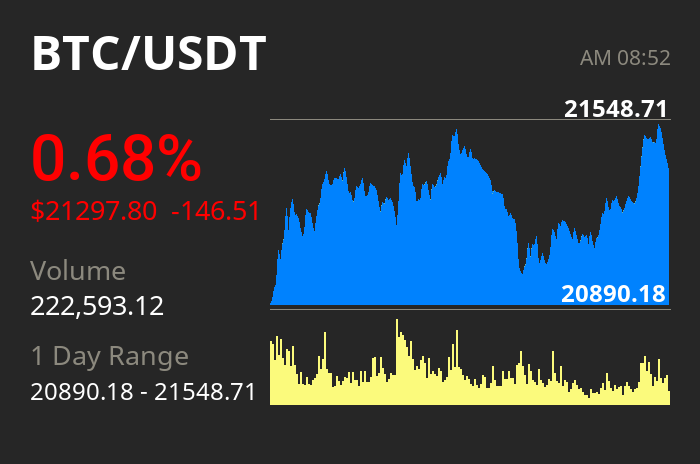 BTC/USDT
AM 08:52
21548.71
0.68%
$21297.80 -146.51
Volume
222,593.12
20890.18
1 Day Range
20890.18 - 21548.71